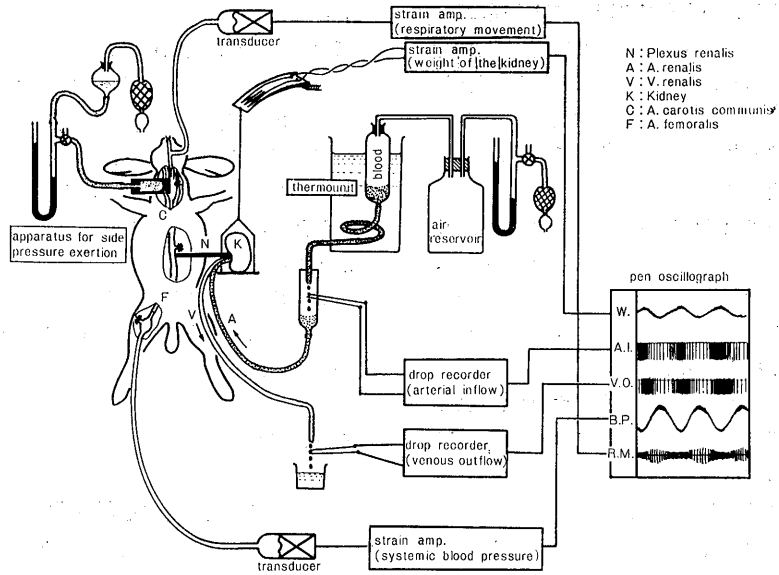 strain amp.
(respiratory movement)
transducer
strain amp.
(weight of the kidney)
N : Plexus renalis
A : A. renalis
V : V. renalis
K : Kidney
C : A. carotis communis
F : A. femoralis
blood
thermounit
air
reservoir
C
apparatus for side
pressure exertion
N
K
F
V
A
pen oscillograph
W.
A.I.
V.O.
B.P.
R.M.
drop recorder
(arterial inflow)
drop recorder
(venous outflow)
strain amp.
(systemic blood pressure)
transducer